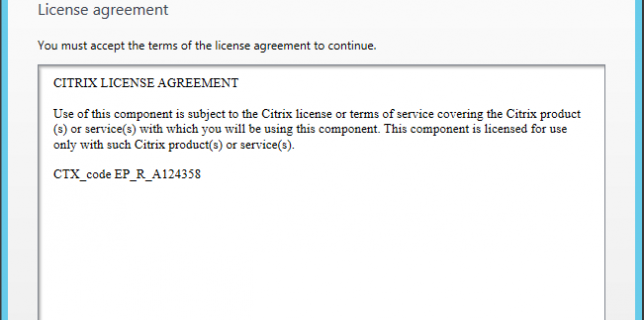 License agreement
You must accept the terms of the license agreement to continue.
CITRIX LICENSE AGREEMENT
Use of this component is subject to the Citrix license or terms of service covering the Citrix product
(s) or service(s) with which you will be using this component. This component is licensed for use
only with such Citrix product(s) or service(s).
CTX_code EP_R_A124358